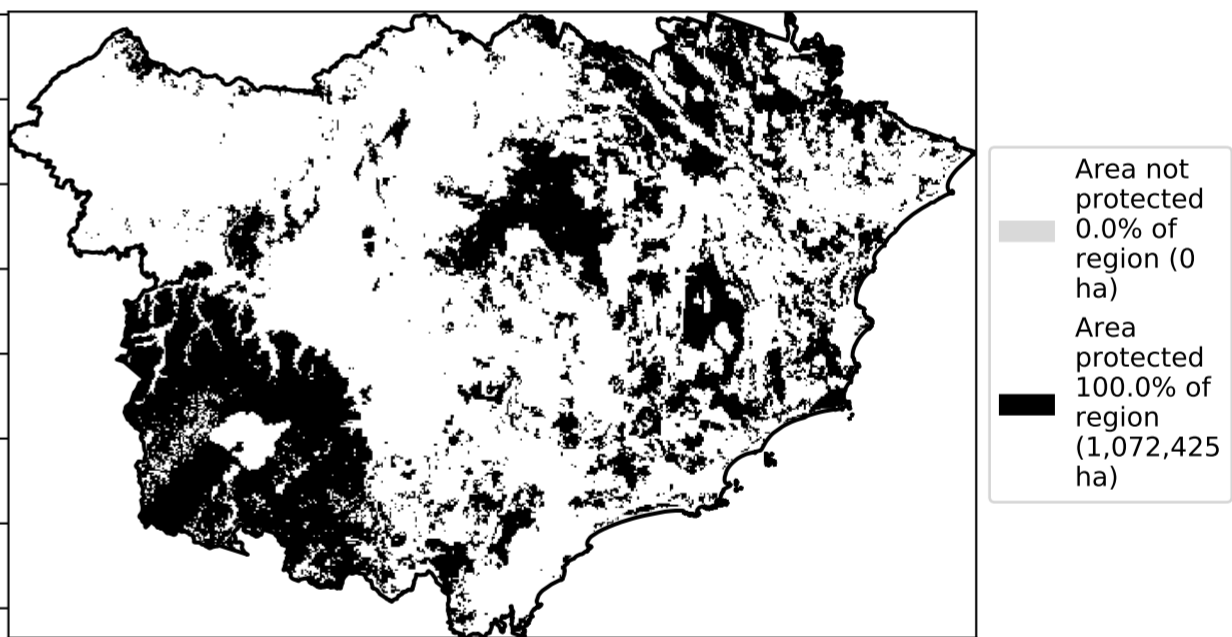 Area not
protected
0.0% of
region (0
ha)
Area
protected
100.0% of
region
(1,072,425
ha)